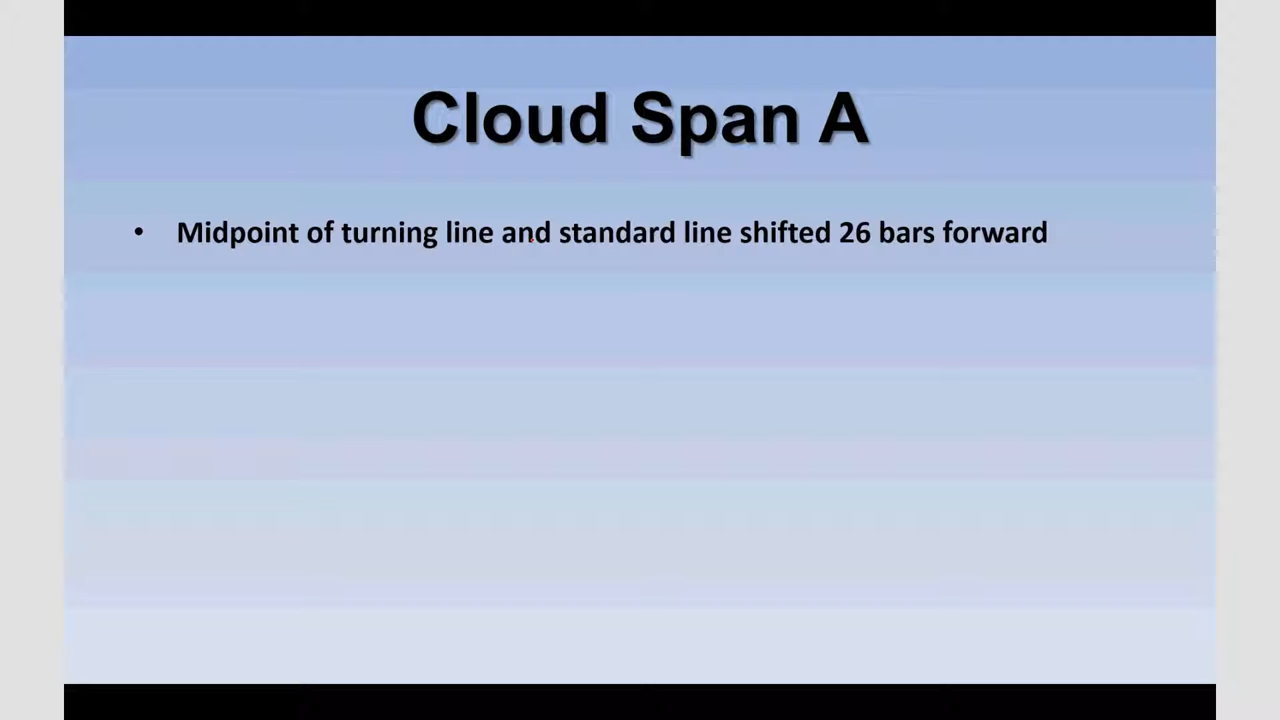 Cloud Span A
• Midpoint of turning line and standard line shifted 26 bars forward